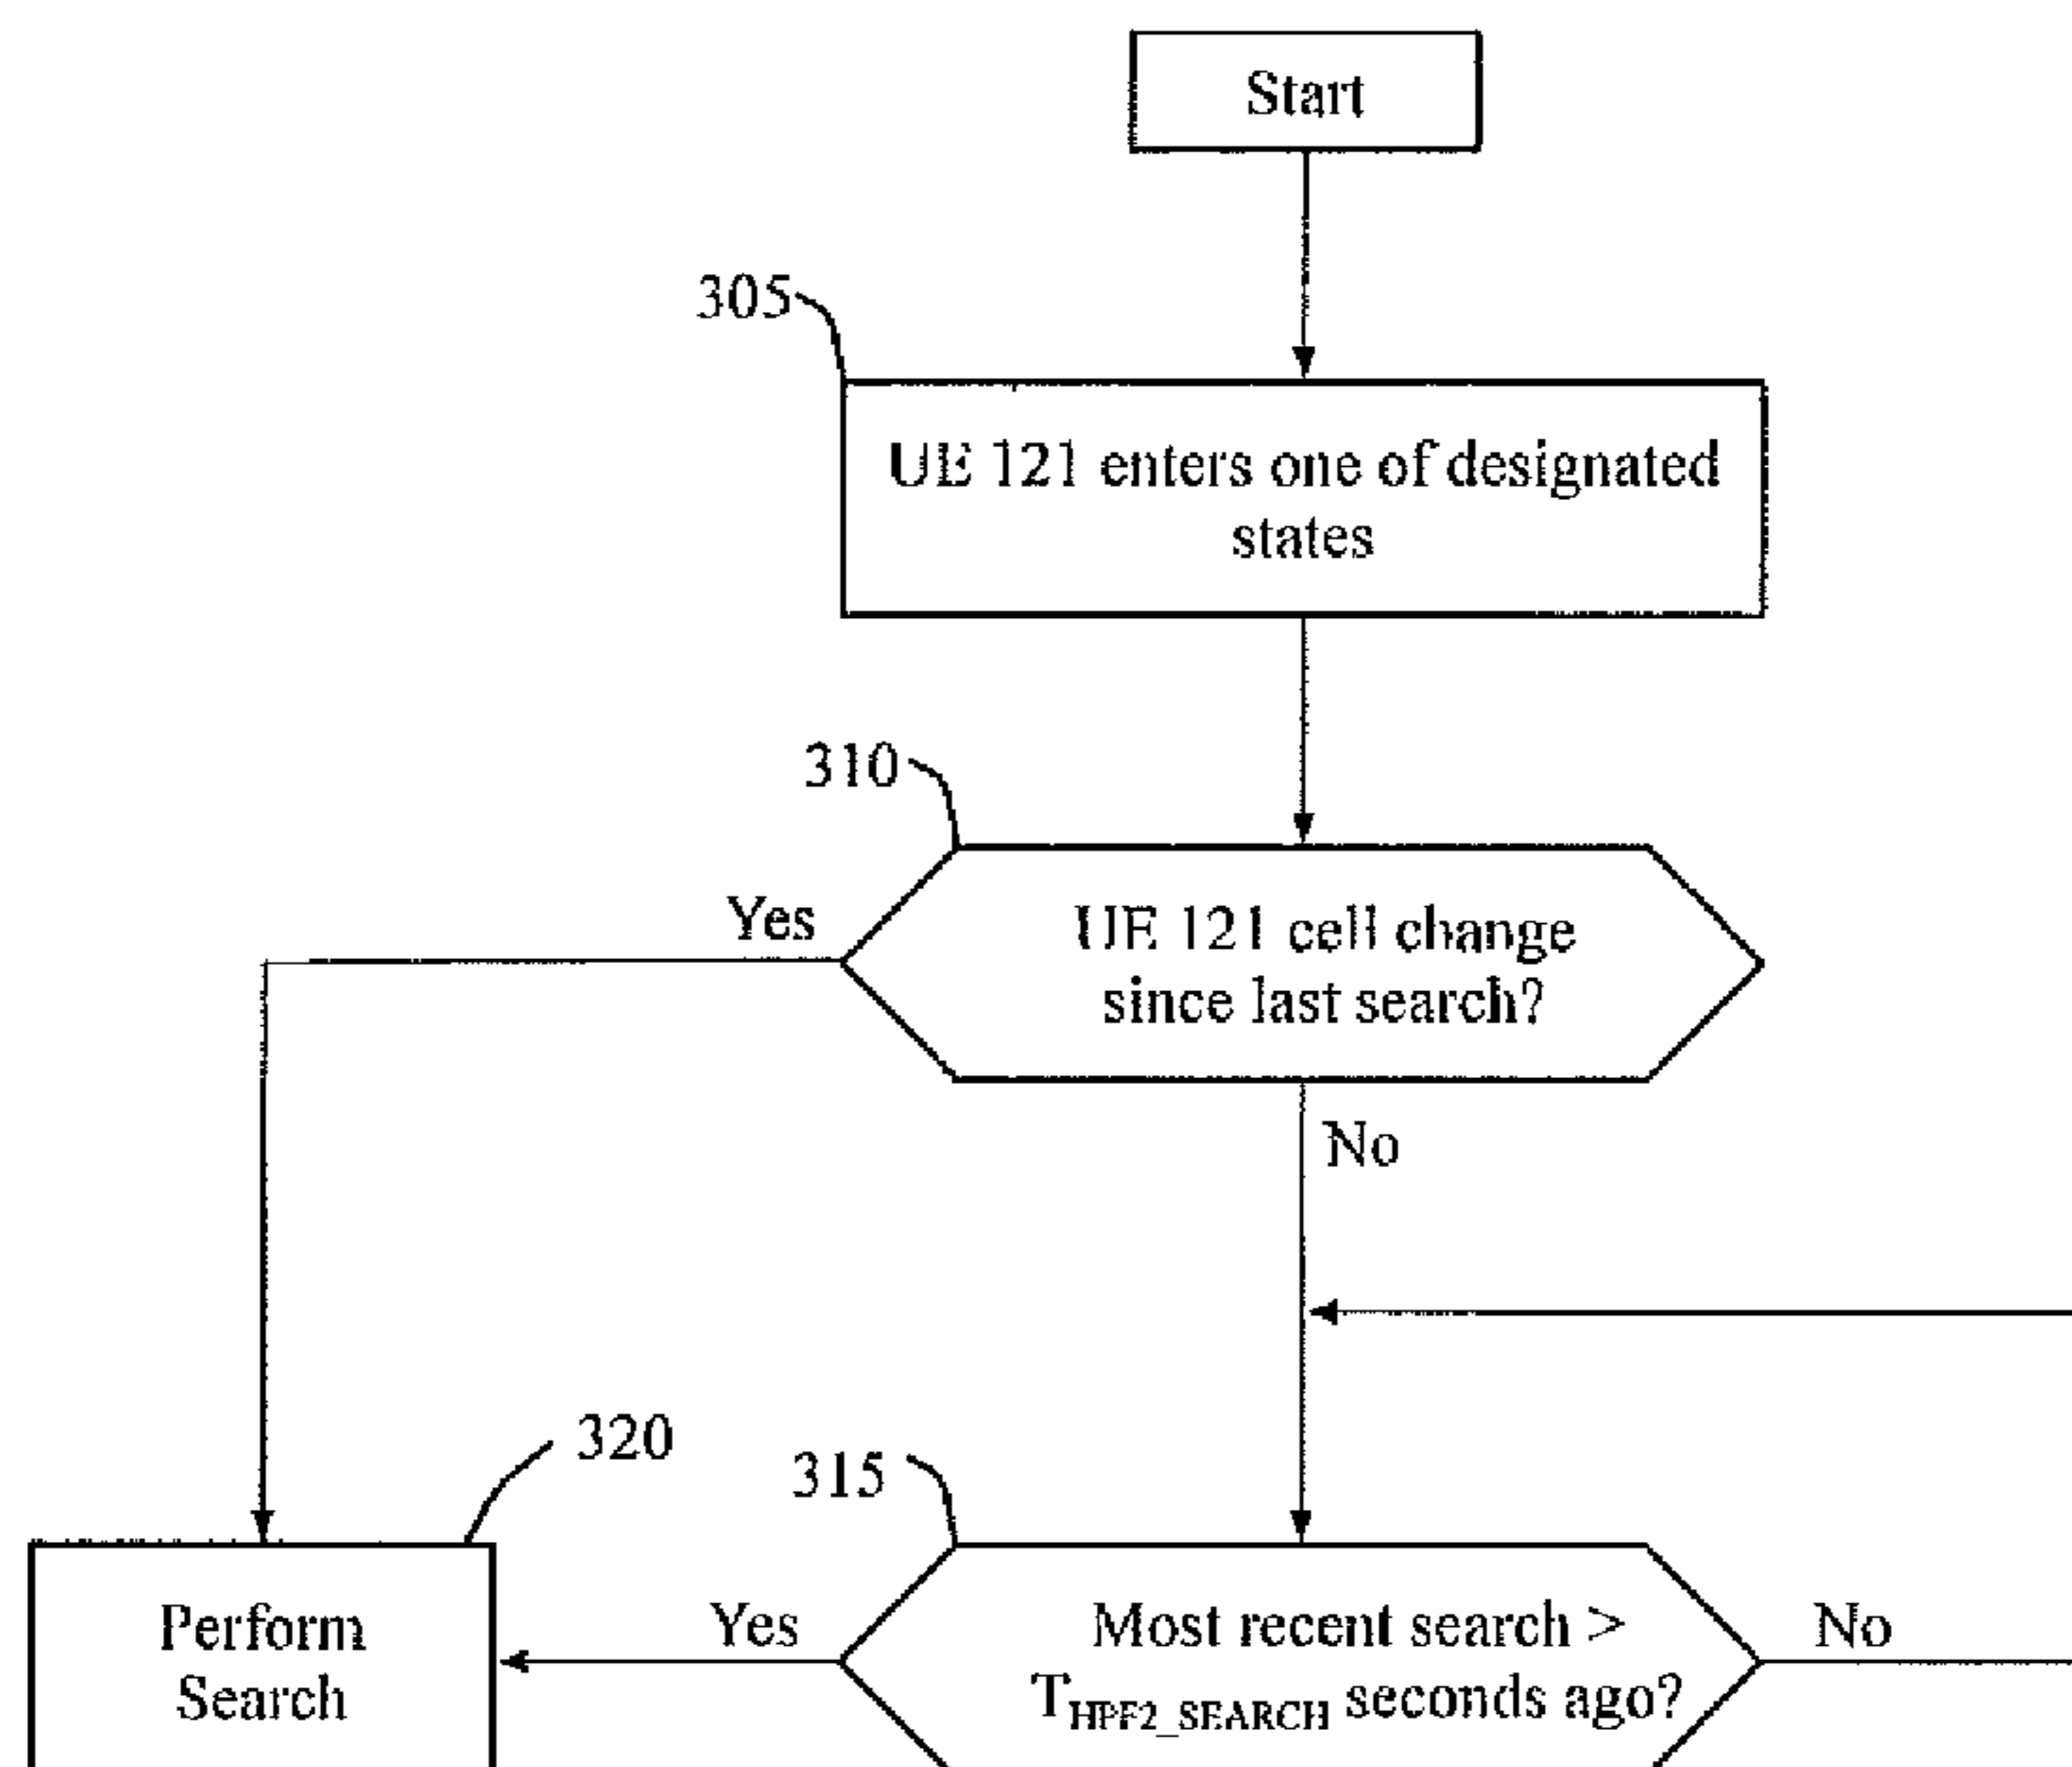 Start
305
UE 121 enters one of designated
states
310
Yes
UE 121 cell change
since last search?
No
320
315
Perform
Search
Yes
Most recent search >
T_HPF2_SEARCH seconds ago?
No